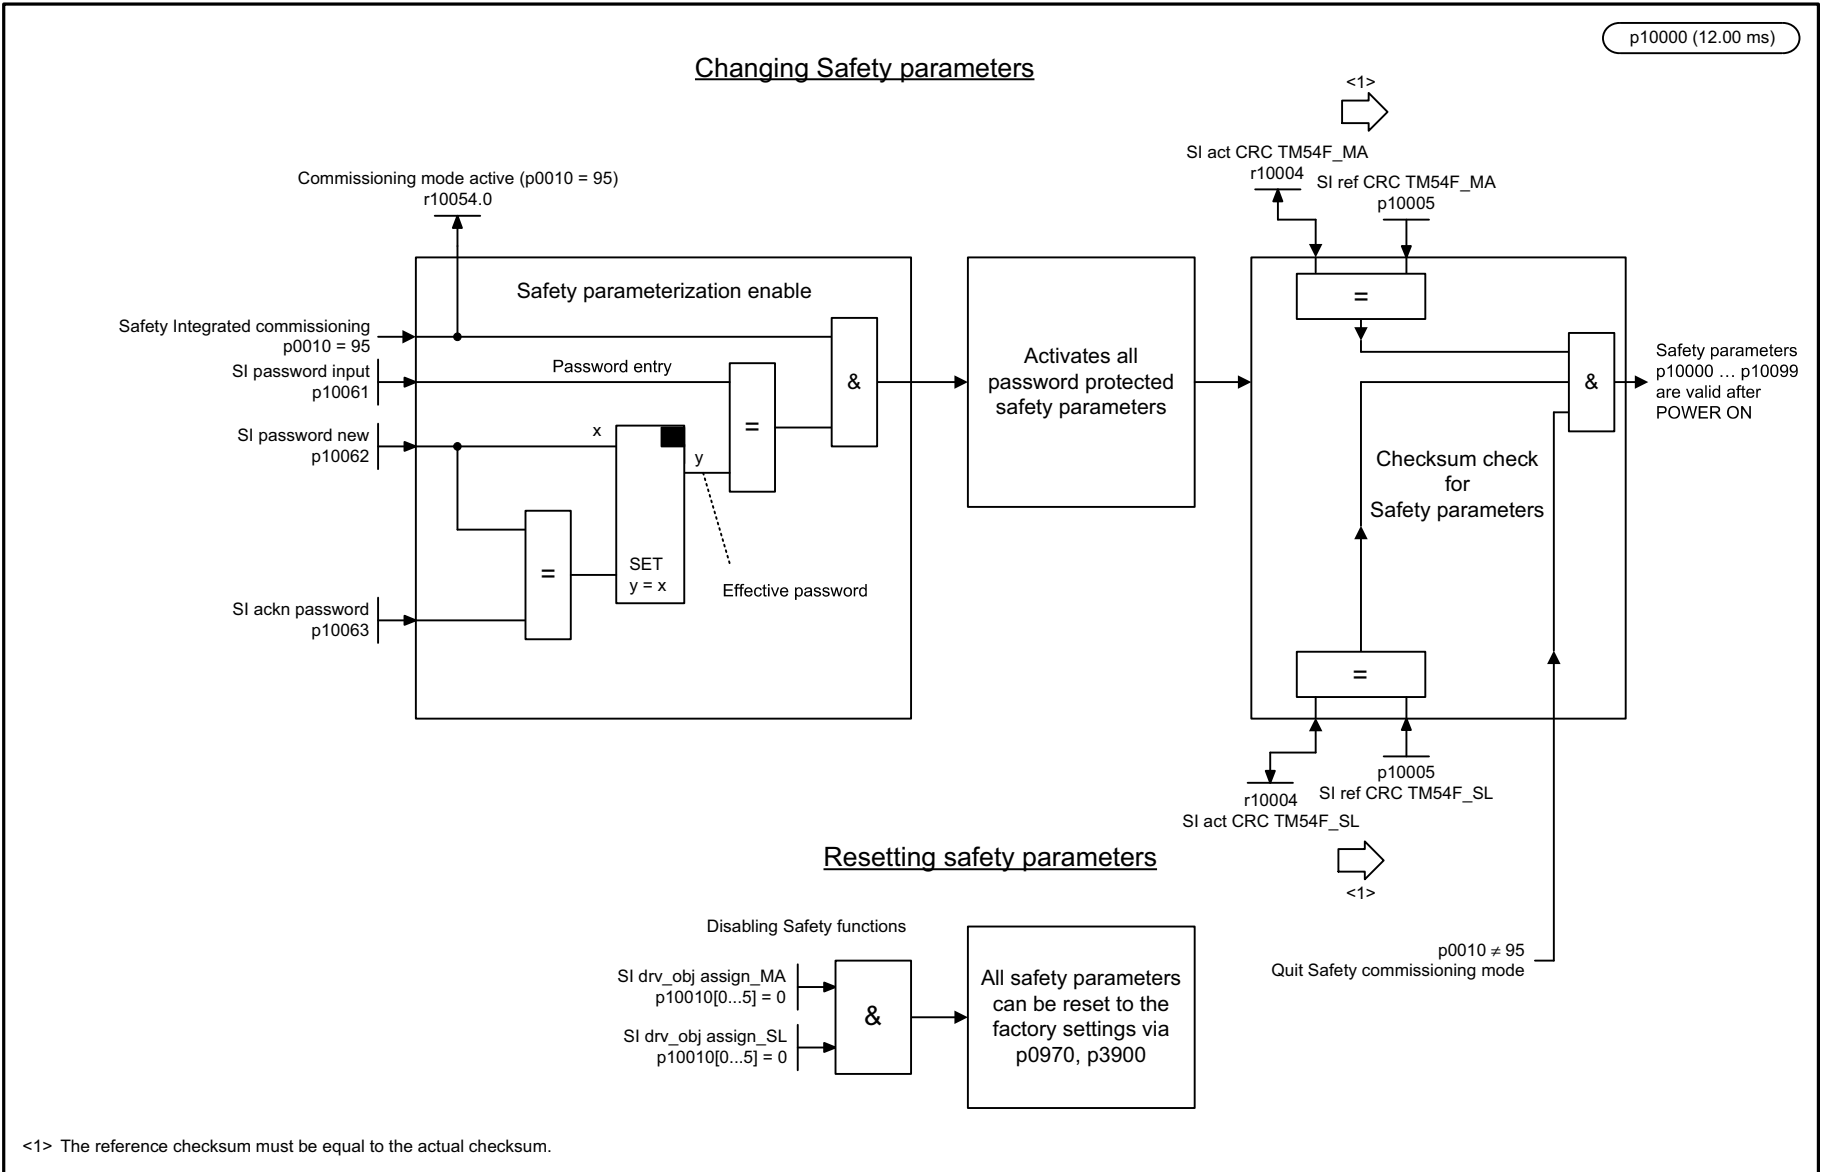 p10000 (12.00 ms)
Changing Safety parameters
<1>
SI act CRC TM54F_MA
r10004
SI ref CRC TM54F_MA
p10005
Commissioning mode active (p0010 = 95)
r10054.0
Safety parameterization enable
=
Safety Integrated commissioning
p0010 = 95
SI password input
p10061
Password entry
&
=
Activates all
password protected
safety parameters
&
Safety parameters
p10000 … p10099
are valid after
POWER ON
SI password new
p10062
x
y
Checksum check
for
Safety parameters
=
SET
y = x
Effective password
SI ackn password
p10063
=
p10005
SI ref CRC TM54F_SL
r10004
SI act CRC TM54F_SL
<1>
Resetting safety parameters
Disabling Safety functions
SI drv_obj assign_MA
p10010[0...5] = 0
SI drv_obj assign_SL
p10010[0...5] = 0
&
All safety parameters
can be reset to the
factory settings via
p0970, p3900
p0010 ≠ 95
Quit Safety commissioning mode
<1> The reference checksum must be equal to the actual checksum.